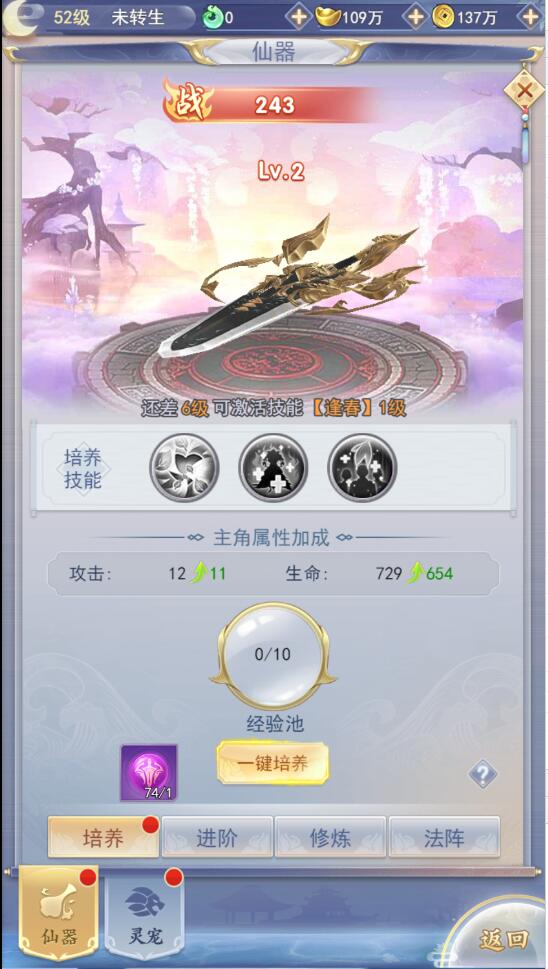 52级 未转生 0 109万 137万
仙器
战 243
Lv.2
还差6级可激活技能【逢春】1级
培养
技能
主角属性加成
攻击: 12 11 生命: 729 654
0/10
经验池
一键培养
74/1
?
培养 进阶 修炼 法阵
仙器 灵宠 返回